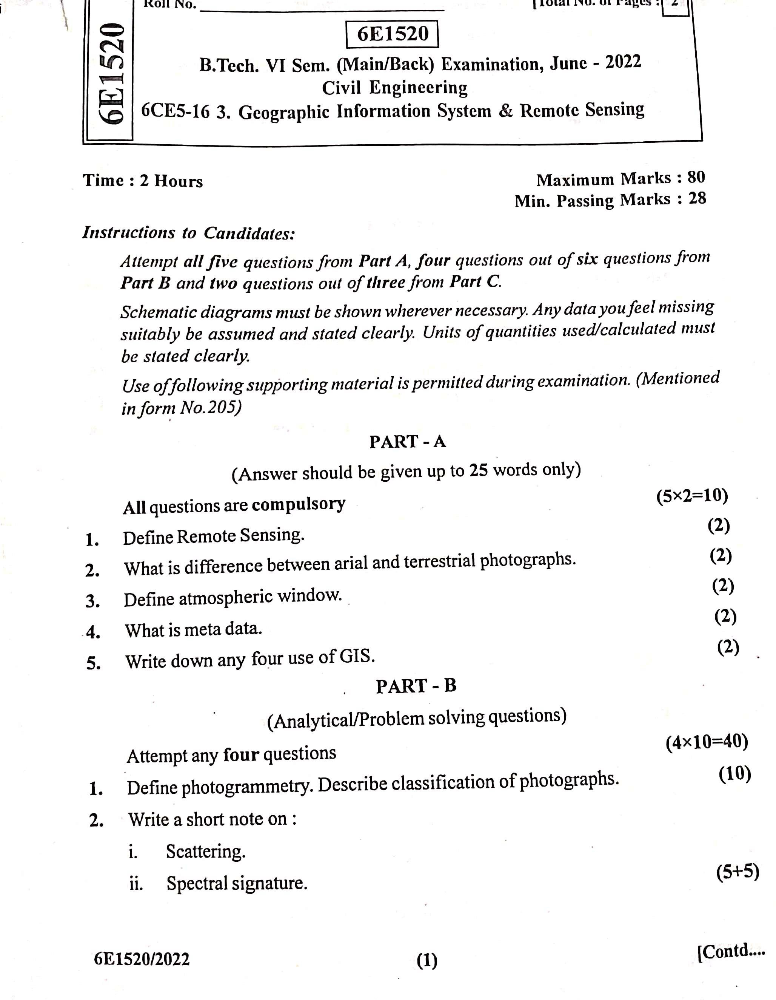 Roll No.
[Total No. of Pages : 2
6E1520
6E1520
B.Tech. VI Sem. (Main/Back) Examination, June - 2022
Civil Engineering
6CE5-16 3. Geographic Information System & Remote Sensing
Time : 2 Hours
Maximum Marks : 80
Min. Passing Marks : 28
Instructions to Candidates:
Attempt all five questions from Part A, four questions out of six questions from
Part B and two questions out of three from Part C.
Schematic diagrams must be shown wherever necessary. Any data you feel missing
suitably be assumed and stated clearly. Units of quantities used/calculated must
be stated clearly.
Use of following supporting material is permitted during examination. (Mentioned
in form No.205)
PART - A
(Answer should be given up to 25 words only)
All questions are compulsory (5×2=10)
1. Define Remote Sensing. (2)
2. What is difference between arial and terrestrial photographs. (2)
3. Define atmospheric window. (2)
4. What is meta data. (2)
5. Write down any four use of GIS. (2)
PART - B
(Analytical/Problem solving questions)
Attempt any four questions (4×10=40)
1. Define photogrammetry. Describe classification of photographs. (10)
2. Write a short note on :
i. Scattering.
ii. Spectral signature. (5+5)
6E1520/2022 (1) [Contd....